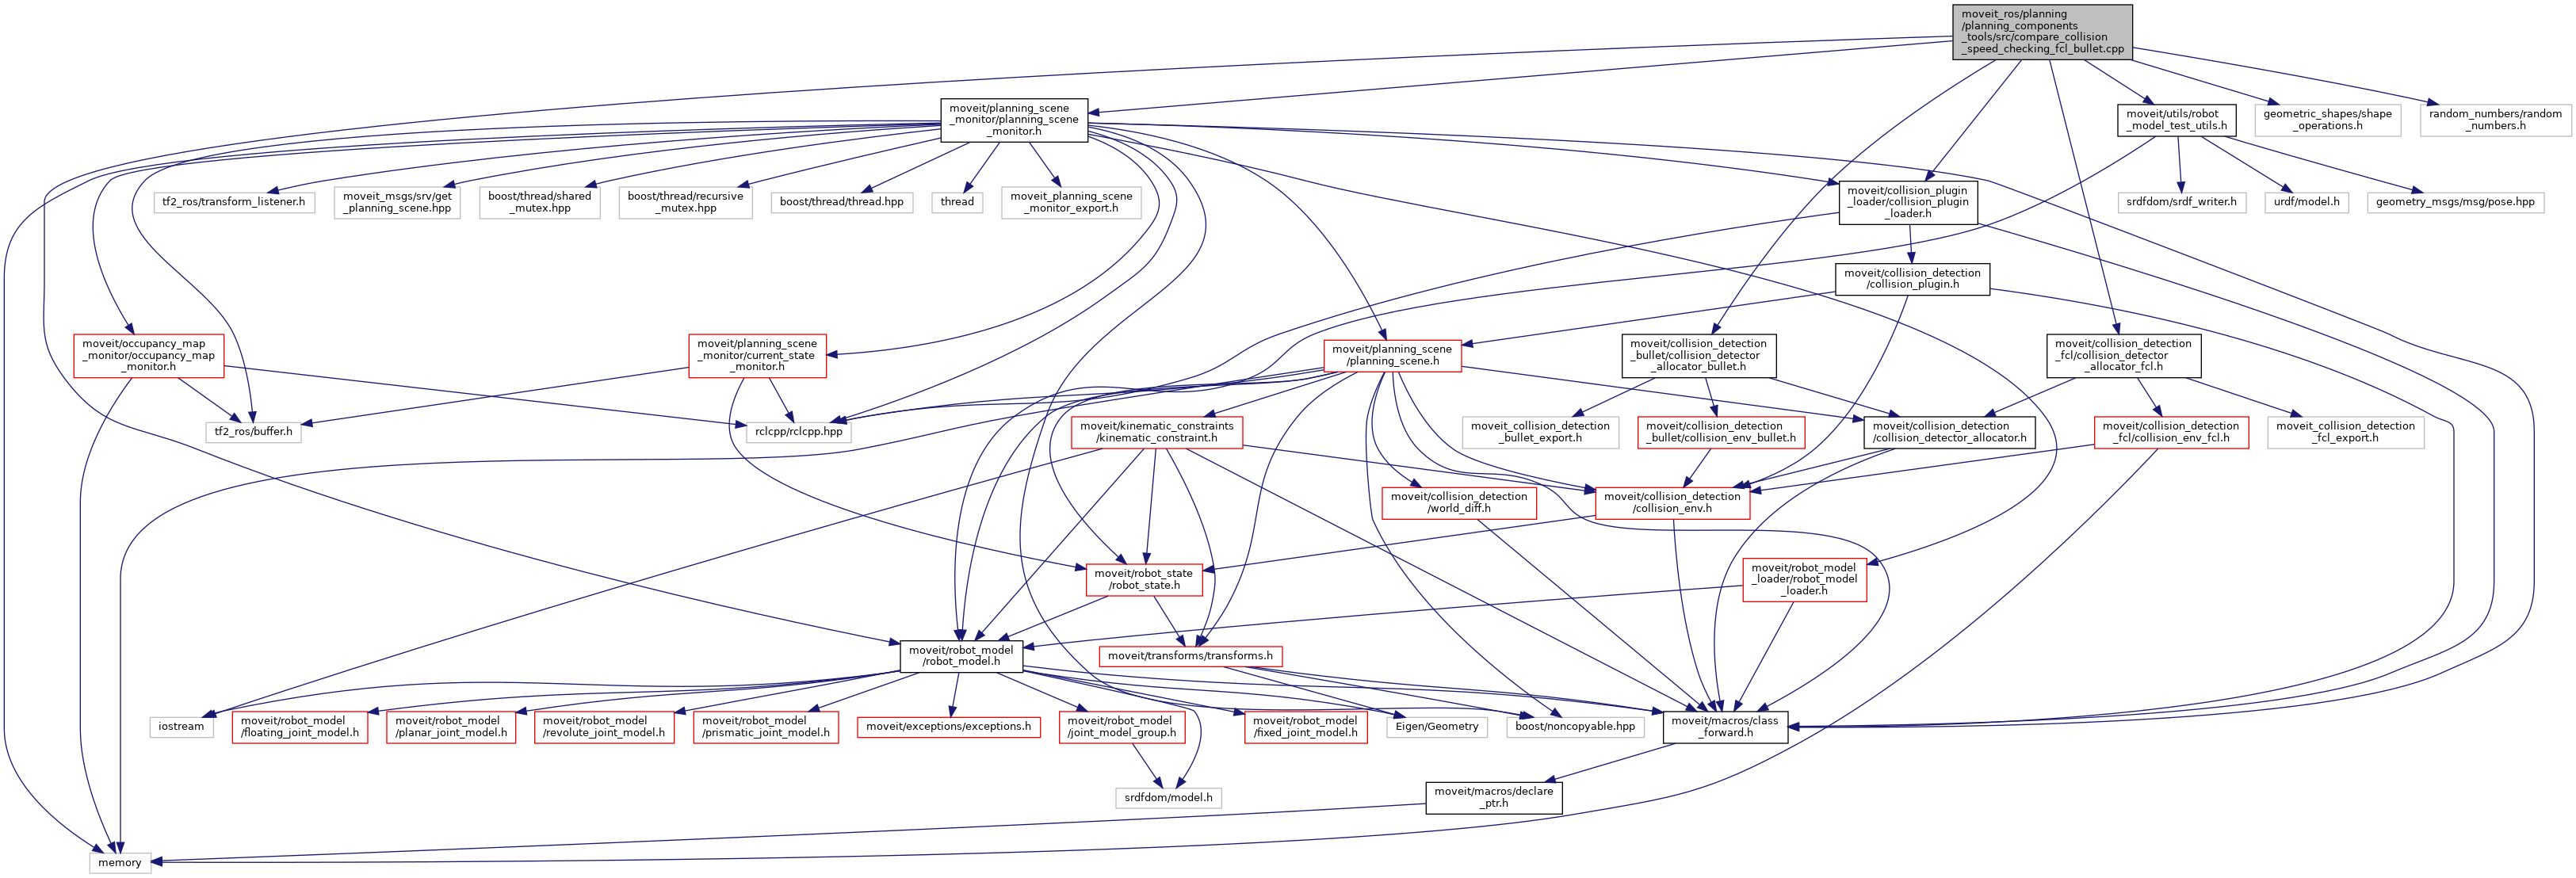 moveit_ros/planning
/planning_components
_tools/src/compare_collision
_speed_checking_fcl_bullet.cpp
moveit/planning_scene
_monitor/planning_scene
_monitor.h
moveit/utils/robot
_model_test_utils.h
geometric_shapes/shape
_operations.h
random_numbers/random
_numbers.h
tf2_ros/transform_listener.h
moveit_msgs/srv/get
_planning_scene.hpp
boost/thread/shared
_mutex.hpp
boost/thread/recursive
_mutex.hpp
boost/thread/thread.hpp
thread
moveit_planning_scene
_monitor_export.h
moveit/collision_plugin
_loader/collision_plugin
_loader.h
srdfdom/srdf_writer.h
urdf/model.h
geometry_msgs/msg/pose.hpp
moveit/collision_detection
/collision_plugin.h
moveit/occupancy_map
_monitor/occupancy_map
_monitor.h
moveit/planning_scene
_monitor/current_state
_monitor.h
moveit/planning_scene
/planning_scene.h
moveit/collision_detection
_bullet/collision_detector
_allocator_bullet.h
moveit/collision_detection
_fcl/collision_detector
_allocator_fcl.h
tf2_ros/buffer.h
rclcpp/rclcpp.hpp
moveit/kinematic_constraints
/kinematic_constraint.h
moveit_collision_detection
_bullet_export.h
moveit/collision_detection
_bullet/collision_env_bullet.h
moveit/collision_detection
/collision_detector_allocator.h
moveit/collision_detection
_fcl/collision_env_fcl.h
moveit_collision_detection
_fcl_export.h
moveit/collision_detection
/world_diff.h
moveit/collision_detection
/collision_env.h
moveit/robot_state
/robot_state.h
moveit/robot_model
_loader/robot_model
_loader.h
moveit/robot_model
/robot_model.h
moveit/transforms/transforms.h
iostream
moveit/robot_model
/floating_joint_model.h
moveit/robot_model
/planar_joint_model.h
moveit/robot_model
/revolute_joint_model.h
moveit/robot_model
/prismatic_joint_model.h
moveit/exceptions/exceptions.h
moveit/robot_model
/joint_model_group.h
moveit/robot_model
/fixed_joint_model.h
Eigen/Geometry
boost/noncopyable.hpp
moveit/macros/class
_forward.h
srdfdom/model.h
moveit/macros/declare
_ptr.h
memory